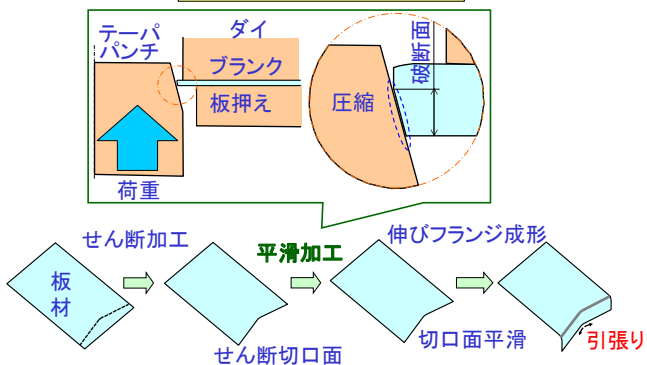 テーパ
パンチ
ダイ
ブランク
板押え
荷重
圧縮
破断面
せん断加工
平滑加工
伸びフランジ成形
板
材
せん断切口面
切口面平滑
引張り